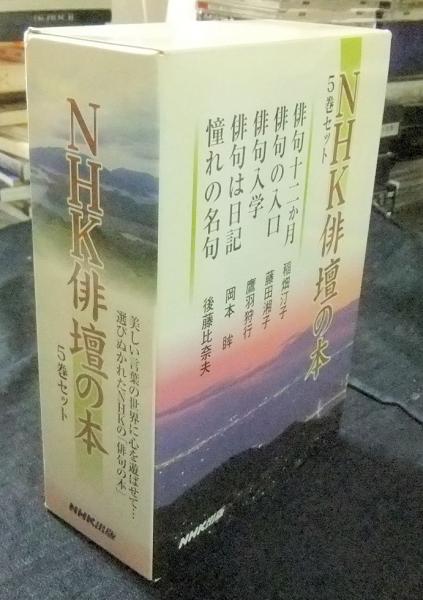 NHK俳壇の本
5巻セット
俳句十二か月 稲畑汀子
俳句の入口 藤田湘子
俳句入学 鷹羽狩行
俳句は日記 岡本 眸
憧れの名句 後藤比奈夫
NHK出版
NHK俳壇の本
5巻セット
美しい言葉の世界に心を遊ばせて…
選びぬかれたNHKの「俳句の本」
NHK出版